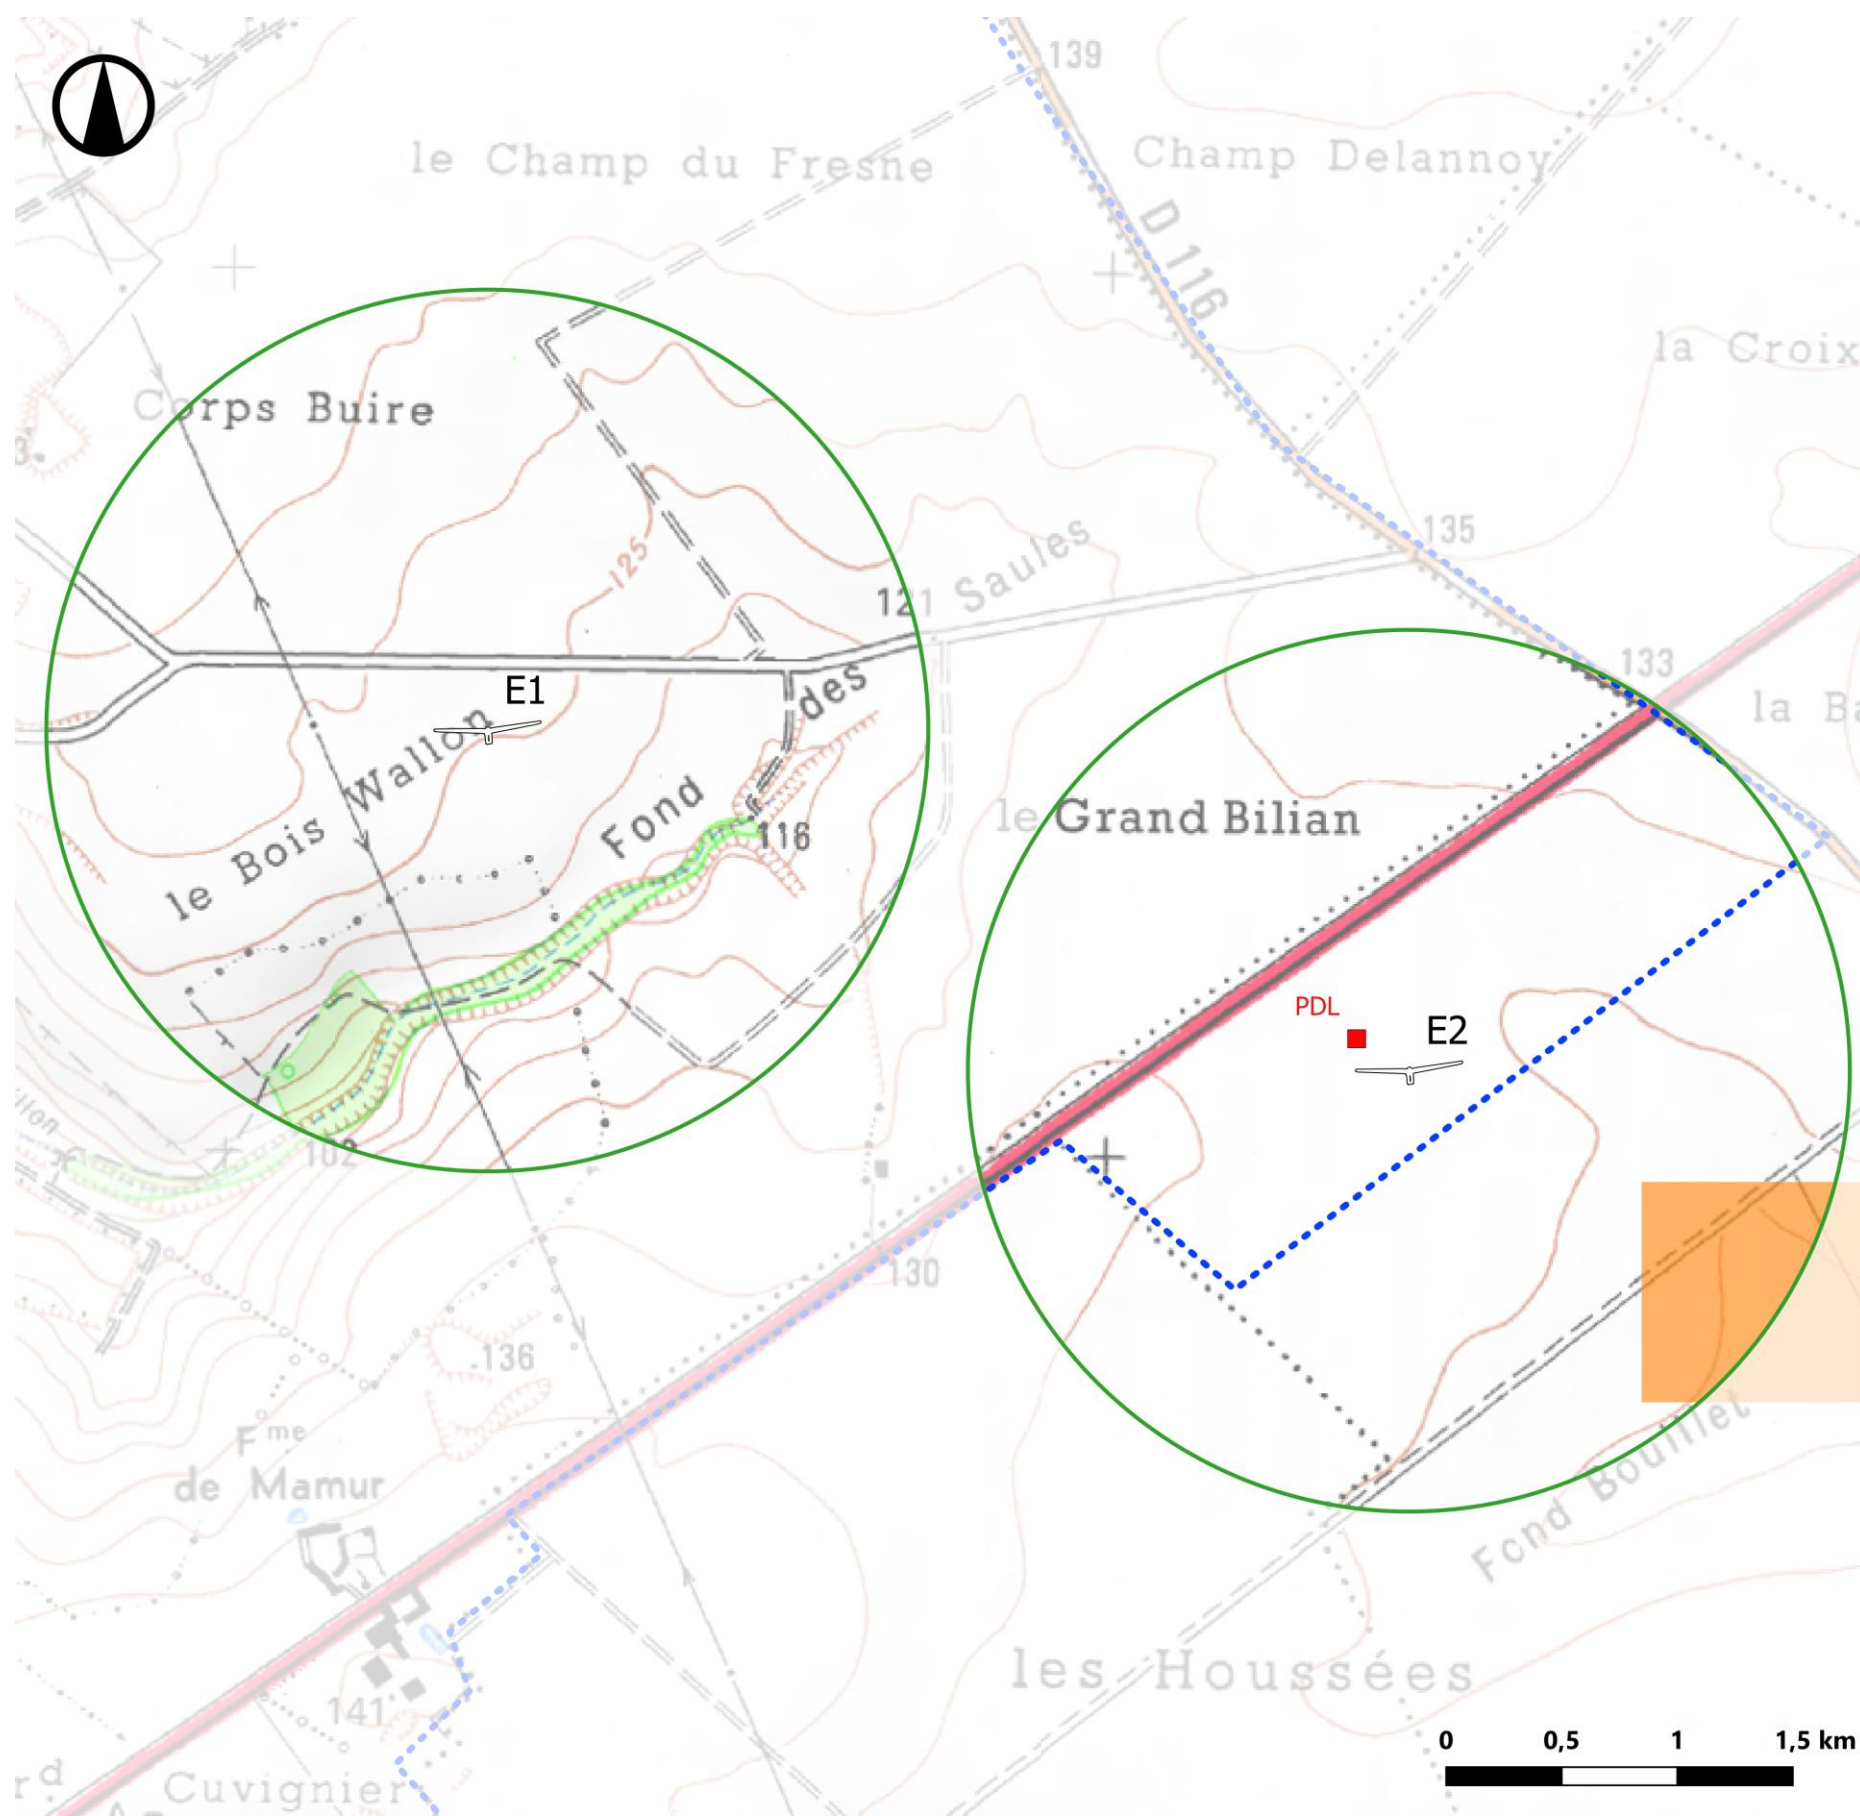 139
le Champ du Fresne
Champ Delannoy
D 116
la Croix
Corps Buire
135
125
121
des Saules
E1
133
la Ba
le Bois Wallon
Fond
116
le Grand Bilian
PDL
E2
102
130
136
Fme
de Mamur
Fond Bouillet
les Houssées
141
Cuvignier
0 0,5 1 1,5 km